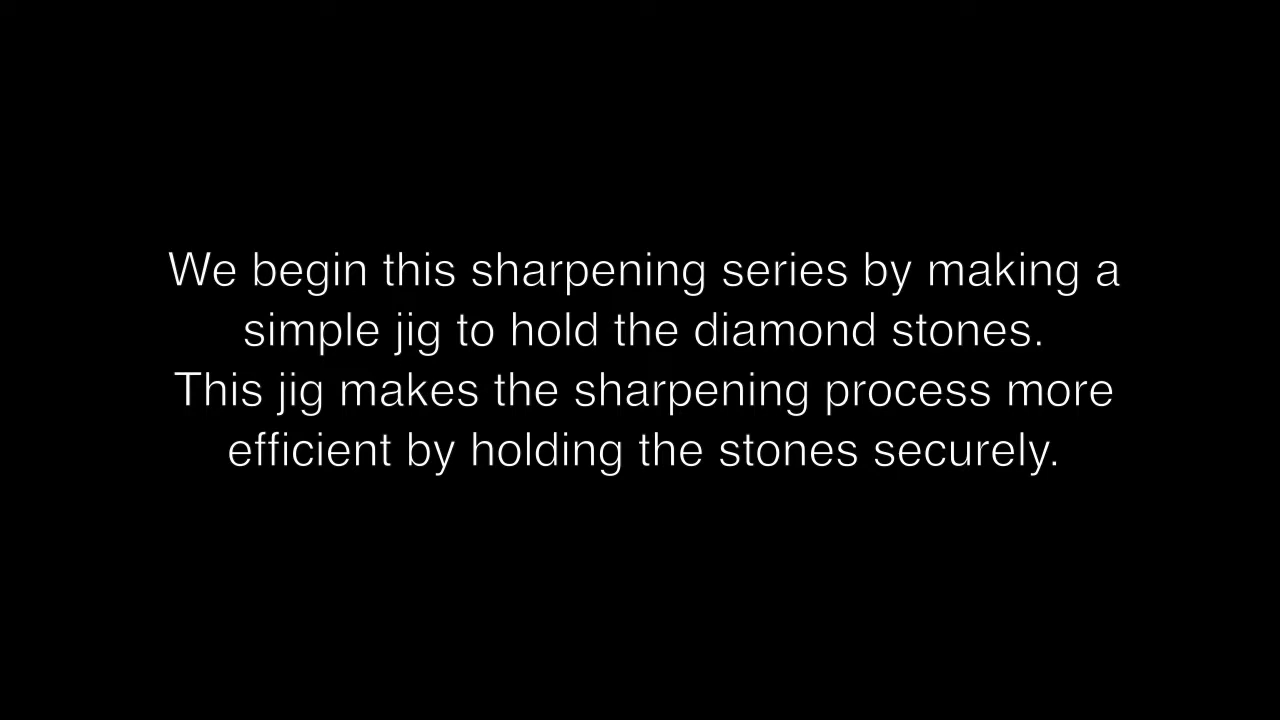 We begin this sharpening series by making a
simple jig to hold the diamond stones.
This jig makes the sharpening process more
efficient by holding the stones securely.